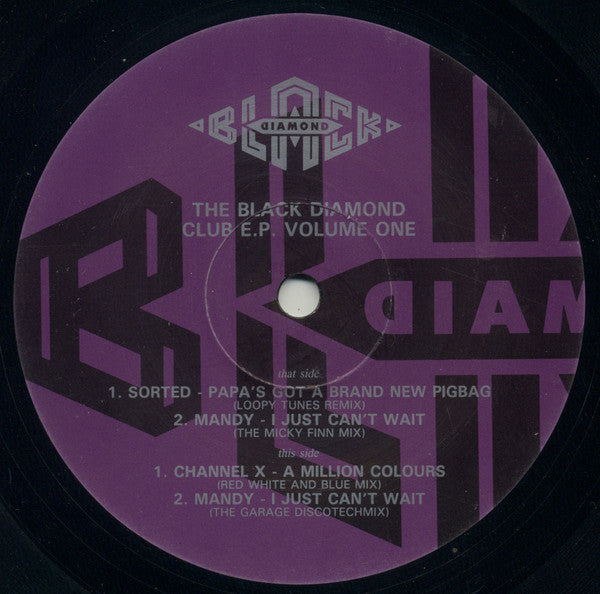 BLACK
DIAMOND
THE BLACK DIAMOND
CLUB E.P. VOLUME ONE
DIAM
that side
1. SORTED - PAPA'S GOT A BRAND NEW PIGBAG
(LOOPY TUNES REMIX)
2. MANDY - I JUST CAN'T WAIT
(THE MICKY FINN MIX)
this side
1. CHANNEL X - A MILLION COLOURS
(RED WHITE AND BLUE MIX)
2. MANDY - I JUST CAN'T WAIT
(THE GARAGE DISCOTECHMIX)